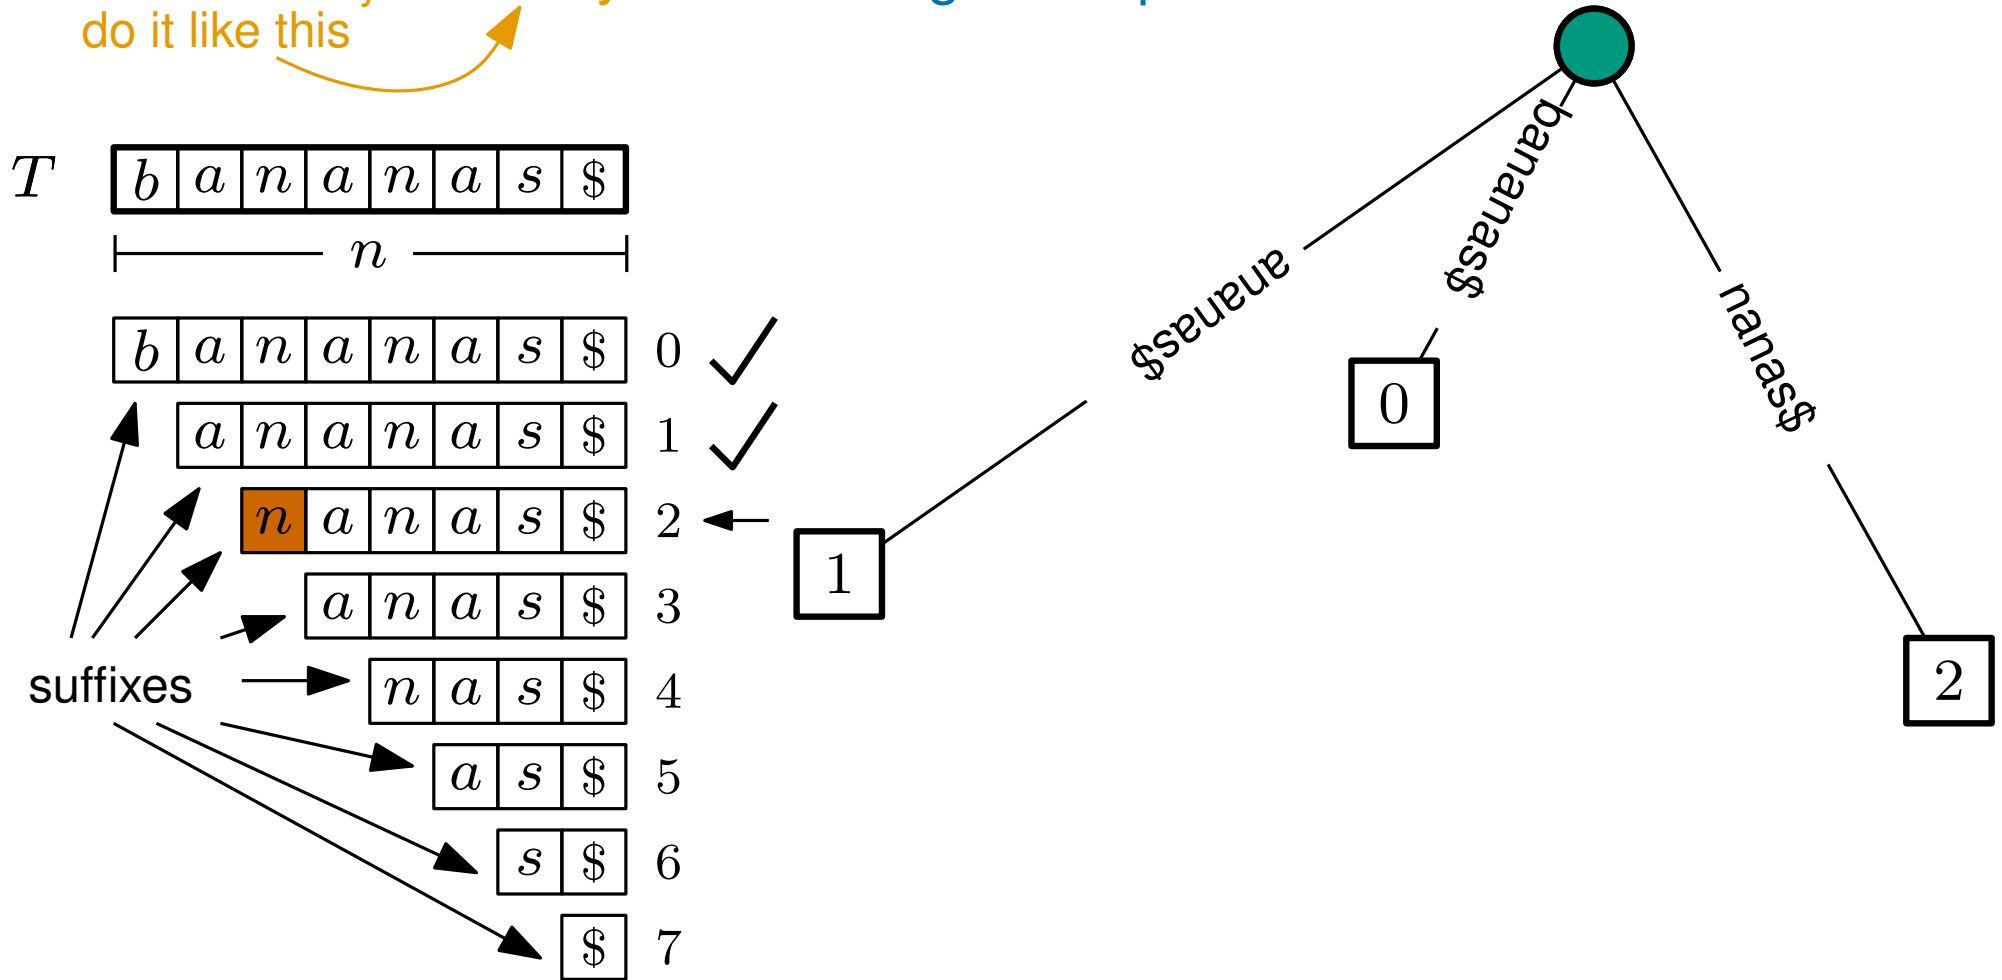 do it like this
T b a n a n a s $
n
b a n a n a s $ 0
a n a n a s $ 1
n a n a s $ 2
a n a s $ 3
suffixes
n a s $ 4
a s $ 5
s $ 6
$ 7
ananas$
bananas$
nanas$
0
1
2